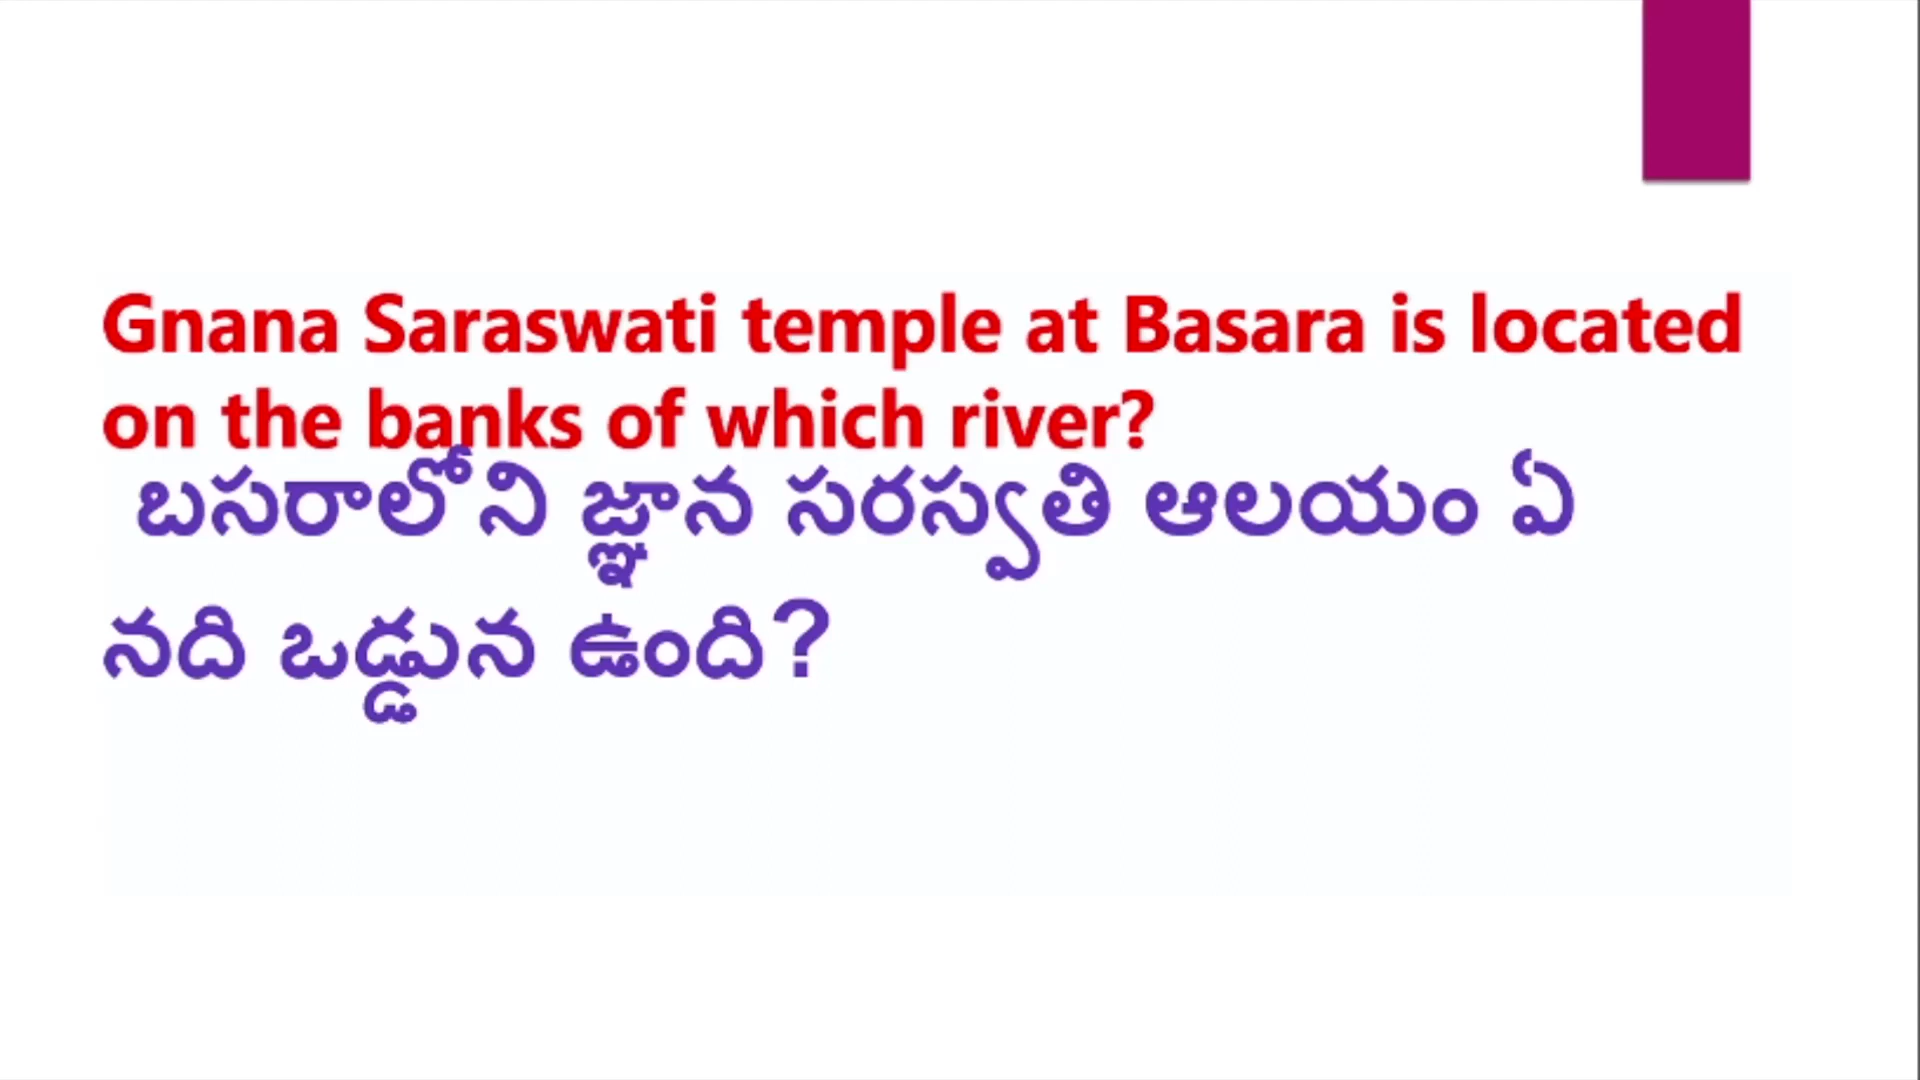 Gnana Saraswati temple at Basara is located
on the banks of which river?
బసరాలోని జ్ఞాన సరస్వతి ఆలయం ఏ
నది ఒడ్డున ఉంది?